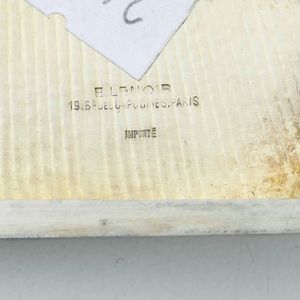 E. LENOIR
19, BD DES CAPUCINES, PARIS
IMPORTÉ